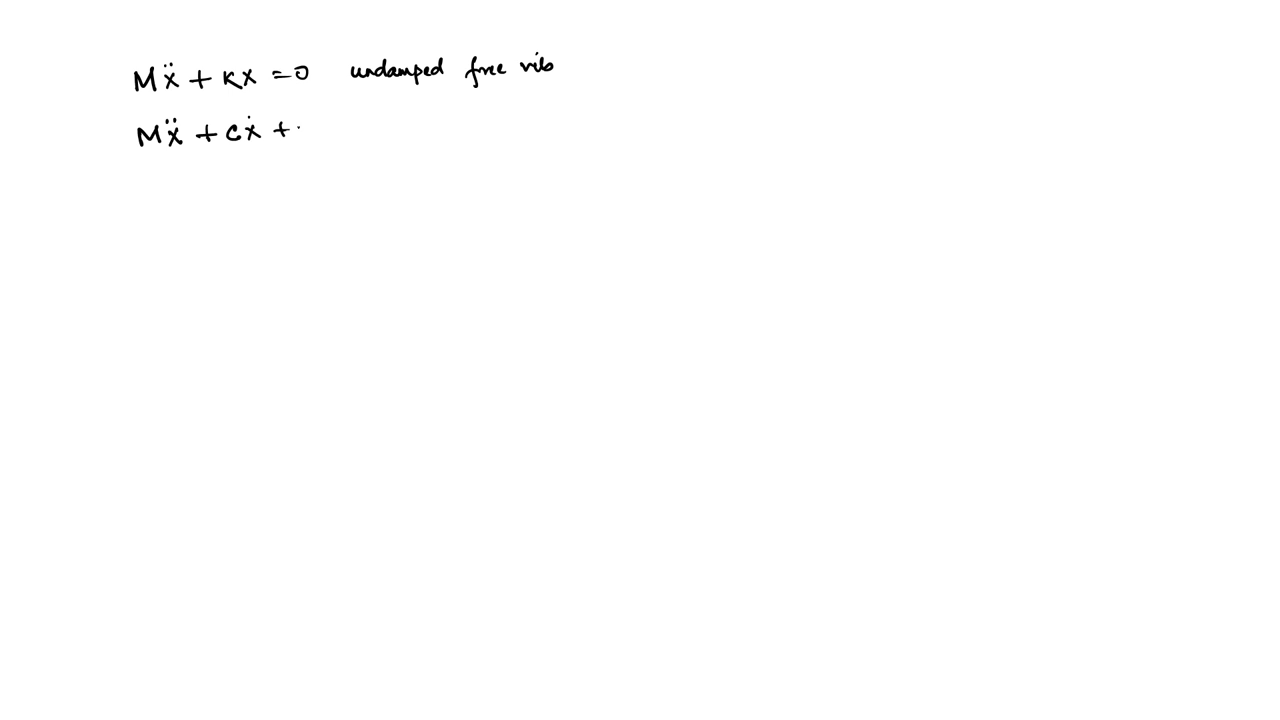 Mẍ + Kx = 0 undamped free vib
Mẍ + cẋ +